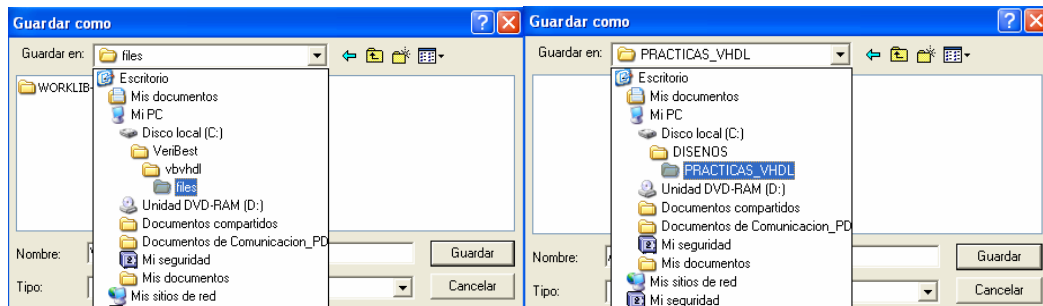 Guardar como
Guardar en: files
WORKLIB
Escritorio
Mis documentos
Mi PC
Disco local (C:)
VeriBest
vbvhdl
files
Unidad DVD-RAM (D:)
Documentos compartidos
Documentos de Comunicacion_PD
Mi seguridad
Mis documentos
Mis sitios de red
Nombre:
Guardar
Tipo:
Cancelar
Guardar como
Guardar en: PRACTICAS_VHDL
Escritorio
Mis documentos
Mi PC
Disco local (C:)
DISENOS
PRACTICAS_VHDL
Unidad DVD-RAM (D:)
Documentos compartidos
Documentos de Comunicacion_PD
Mi seguridad
Mis documentos
Mis sitios de red
Mi seguridad
Nombre:
Guardar
Tipo:
Cancelar